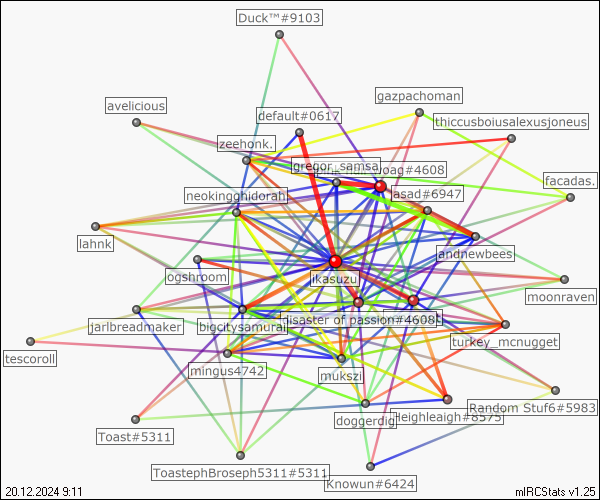 Duck™#9103
gazpachoman
avelicious
default#0617
thiccusboiusalexusjoneus
zeehonk.
gregor_samsa
oag#4608
facadas.
neokingghidorah
lasad#6947
lahnk
andnewbees
ogshroom
ikasuzu
moonraven
jarlbreadmaker
bigcitysamurai
disaster of passion#4608
turkey_mcnugget
tescoroll
mingus4742
mukszi
Random Stuf6#5983
doggerdig
Heighleaigh#8575
Toast#5311
ToastephBroseph5311#5311
Knowun#6424
20.12.2024 9:11
mIRCStats v1.25